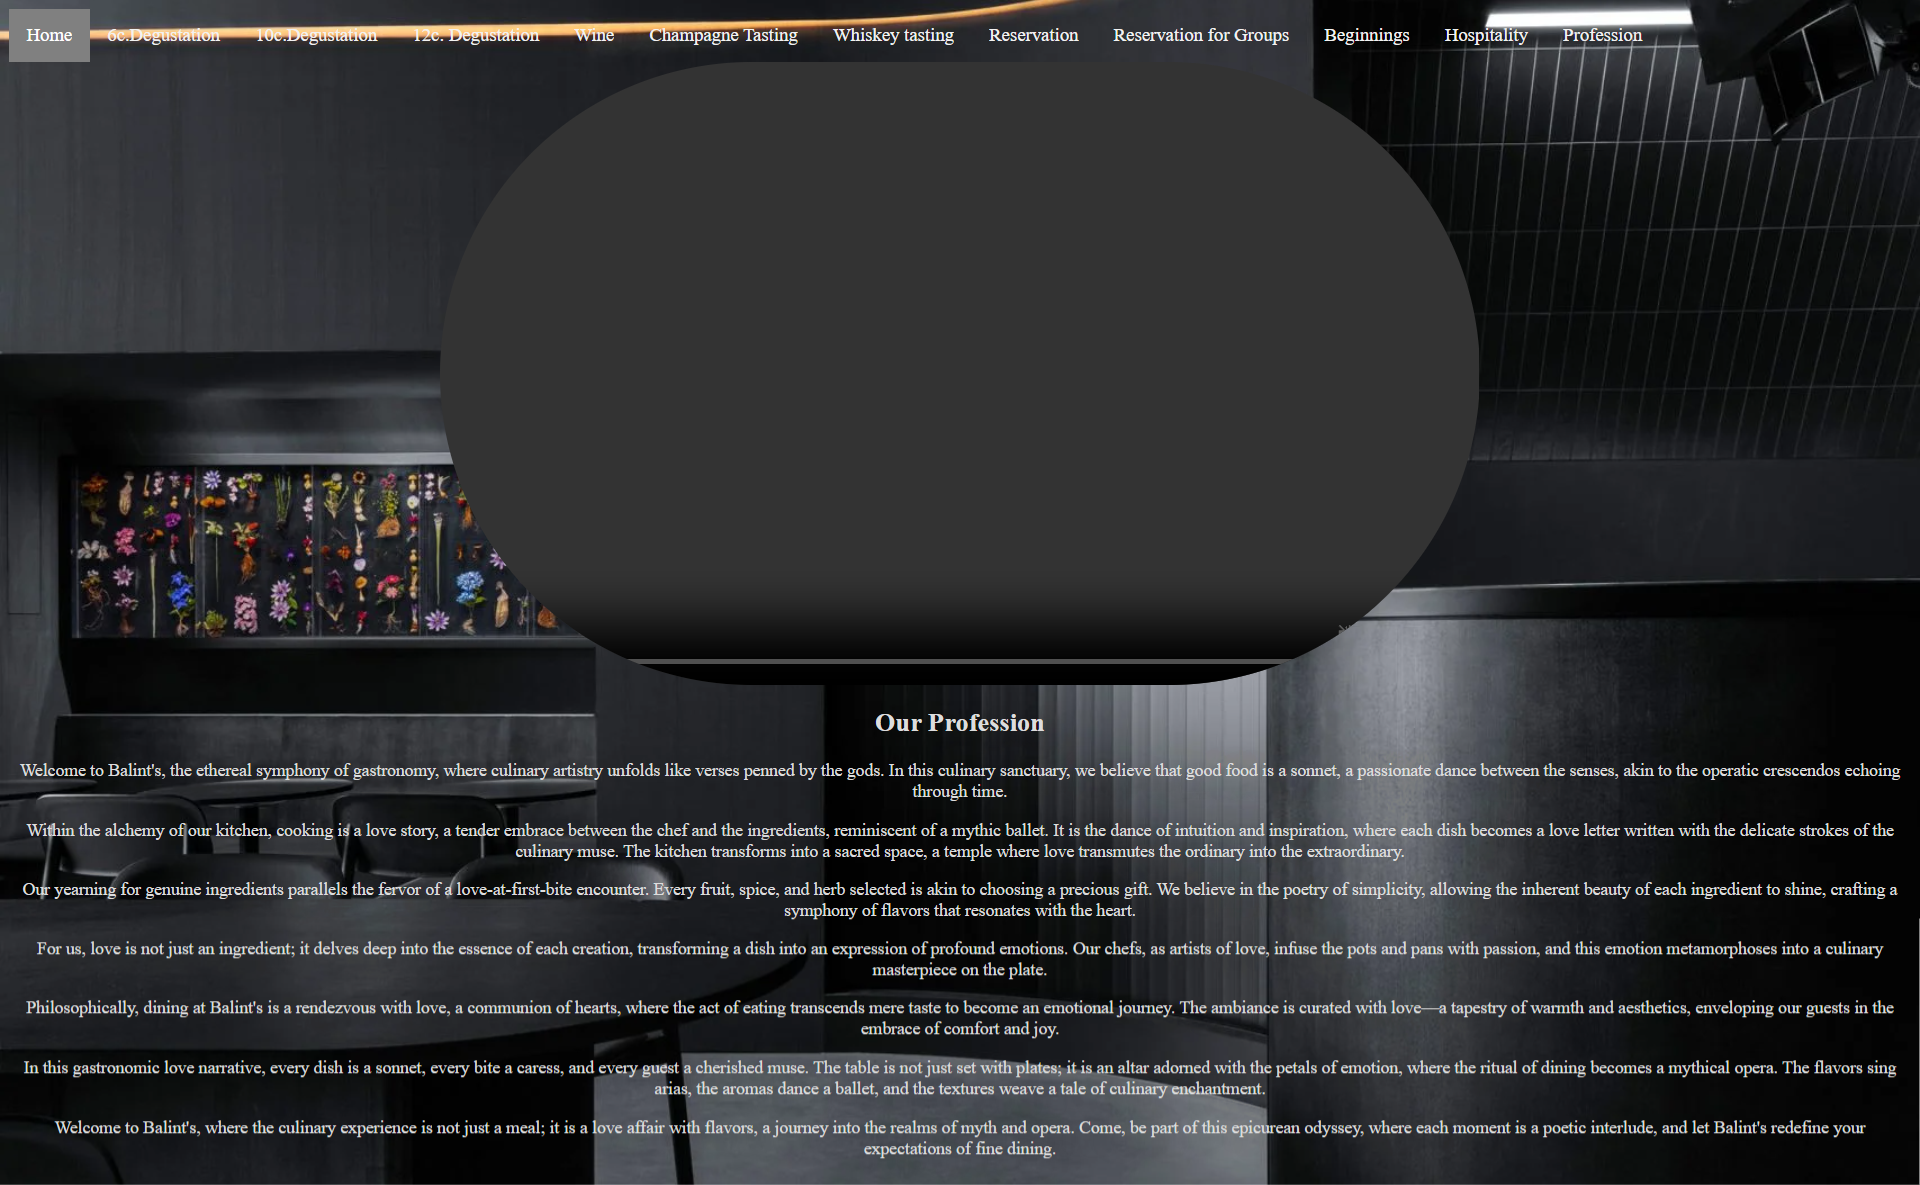 Home 6c.Degustation 10c.Degustation 12c. Degustation Wine Champagne Tasting Whiskey tasting Reservation Reservation for Groups Beginnings Hospitality Profession
Our Profession
Welcome to Balint's, the ethereal symphony of gastronomy, where culinary artistry unfolds like verses penned by the gods. In this culinary sanctuary, we believe that good food is a sonnet, a passionate dance between the senses, akin to the operatic crescendos echoing
through time.
Within the alchemy of our kitchen, cooking is a love story, a tender embrace between the chef and the ingredients, reminiscent of a mythic ballet. It is the dance of intuition and inspiration, where each dish becomes a love letter written with the delicate strokes of the
culinary muse. The kitchen transforms into a sacred space, a temple where love transmutes the ordinary into the extraordinary.
Our yearning for genuine ingredients parallels the fervor of a love-at-first-bite encounter. Every fruit, spice, and herb selected is akin to choosing a precious gift. We believe in the poetry of simplicity, allowing the inherent beauty of each ingredient to shine, crafting a
symphony of flavors that resonates with the heart.
For us, love is not just an ingredient; it delves deep into the essence of each creation, transforming a dish into an expression of profound emotions. Our chefs, as artists of love, infuse the pots and pans with passion, and this emotion metamorphoses into a culinary
masterpiece on the plate.
Philosophically, dining at Balint's is a rendezvous with love, a communion of hearts, where the act of eating transcends mere taste to become an emotional journey. The ambiance is curated with love—a tapestry of warmth and aesthetics, enveloping our guests in the
embrace of comfort and joy.
In this gastronomic love narrative, every dish is a sonnet, every bite a caress, and every guest a cherished muse. The table is not just set with plates; it is an altar adorned with the petals of emotion, where the ritual of dining becomes a mythical opera. The flavors sing
arias, the aromas dance a ballet, and the textures weave a tale of culinary enchantment.
Welcome to Balint's, where the culinary experience is not just a meal; it is a love affair with flavors, a journey into the realms of myth and opera. Come, be part of this epicurean odyssey, where each moment is a poetic interlude, and let Balint's redefine your
expectations of fine dining.